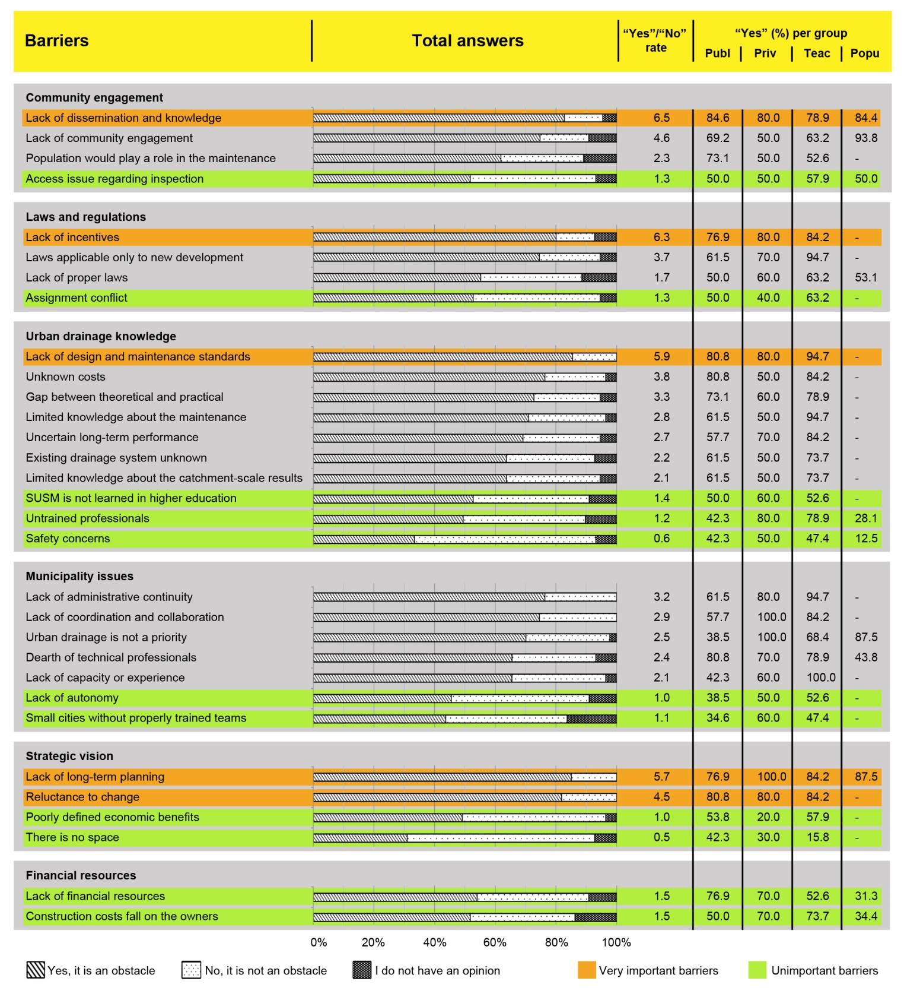 Barriers Total answers “Yes”/“No” rate “Yes” (%) per group
Publ Priv Teac Popu
Community engagement
Lack of dissemination and knowledge 6.5 84.6 80.0 78.9 84.4
Lack of community engagement 4.6 69.2 50.0 63.2 93.8
Population would play a role in the maintenance 2.3 73.1 50.0 52.6 -
Access issue regarding inspection 1.3 50.0 50.0 57.9 50.0
Laws and regulations
Lack of incentives 6.3 76.9 80.0 84.2 -
Laws applicable only to new development 3.7 61.5 70.0 94.7 -
Lack of proper laws 1.7 50.0 60.0 63.2 53.1
Assignment conflict 1.3 50.0 40.0 63.2 -
Urban drainage knowledge
Lack of design and maintenance standards 5.9 80.8 80.0 94.7 -
Unknown costs 3.8 80.8 50.0 84.2 -
Gap between theoretical and practical 3.3 73.1 60.0 78.9 -
Limited knowledge about the maintenance 2.8 61.5 50.0 94.7 -
Uncertain long-term performance 2.7 57.7 70.0 84.2 -
Existing drainage system unknown 2.2 61.5 50.0 73.7 -
Limited knowledge about the catchment-scale results 2.1 61.5 50.0 73.7 -
SUSM is not learned in higher education 1.4 50.0 60.0 52.6 -
Untrained professionals 1.2 42.3 80.0 78.9 28.1
Safety concerns 0.6 42.3 50.0 47.4 12.5
Municipality issues
Lack of administrative continuity 3.2 61.5 80.0 94.7 -
Lack of coordination and collaboration 2.9 57.7 100.0 84.2 -
Urban drainage is not a priority 2.5 38.5 100.0 68.4 87.5
Dearth of technical professionals 2.4 80.8 70.0 78.9 43.8
Lack of capacity or experience 2.1 42.3 60.0 100.0 -
Lack of autonomy 1.0 38.5 50.0 52.6 -
Small cities without properly trained teams 1.1 34.6 60.0 47.4 -
Strategic vision
Lack of long-term planning 5.7 76.9 100.0 84.2 87.5
Reluctance to change 4.5 80.8 80.0 84.2 -
Poorly defined economic benefits 1.0 53.8 20.0 57.9 -
There is no space 0.5 42.3 30.0 15.8 -
Financial resources
Lack of financial resources 1.5 76.9 70.0 52.6 31.3
Construction costs fall on the owners 1.5 50.0 70.0 73.7 34.4
0% 20% 40% 60% 80% 100%
Yes, it is an obstacle No, it is not an obstacle I do not have an opinion Very important barriers Unimportant barriers